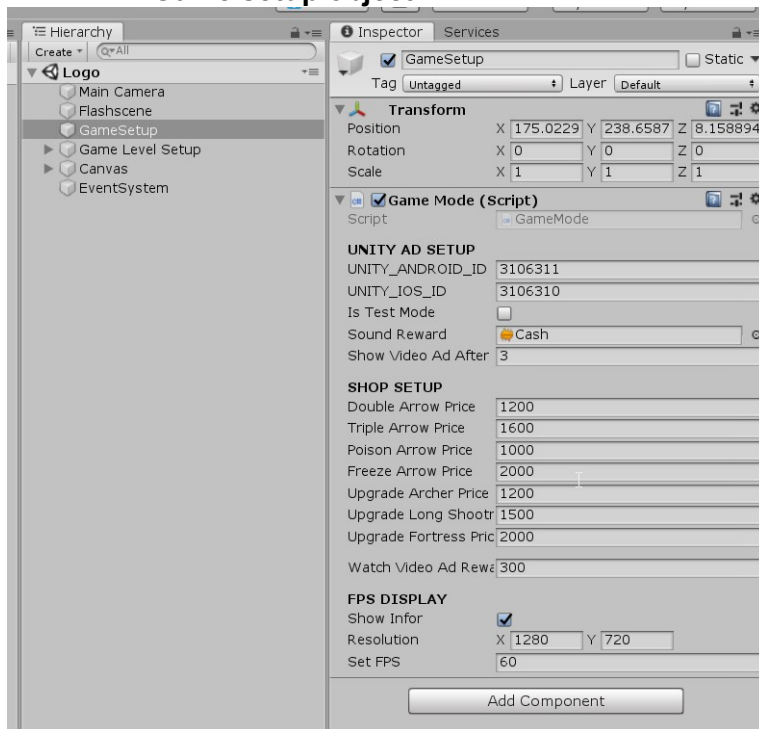 Hierarchy
Create
All
Logo
Main Camera
Flashscene
GameSetup
Game Level Setup
Canvas
EventSystem
Inspector Services
GameSetup Static
Tag Untagged Layer Default
Transform
Position X 175.0229 Y 238.6587 Z 8.158894
Rotation X 0 Y 0 Z 0
Scale X 1 Y 1 Z 1
Game Mode (Script)
Script GameMode
UNITY AD SETUP
UNITY_ANDROID_ID 3106311
UNITY_IOS_ID 3106310
Is Test Mode
Sound Reward Cash
Show Video Ad After 3
SHOP SETUP
Double Arrow Price 1200
Triple Arrow Price 1600
Poison Arrow Price 1000
Freeze Arrow Price 2000
Upgrade Archer Price 1200
Upgrade Long Shootr 1500
Upgrade Fortress Pric 2000
Watch Video Ad Rewa 300
FPS DISPLAY
Show Infor
Resolution X 1280 Y 720
Set FPS 60
Add Component